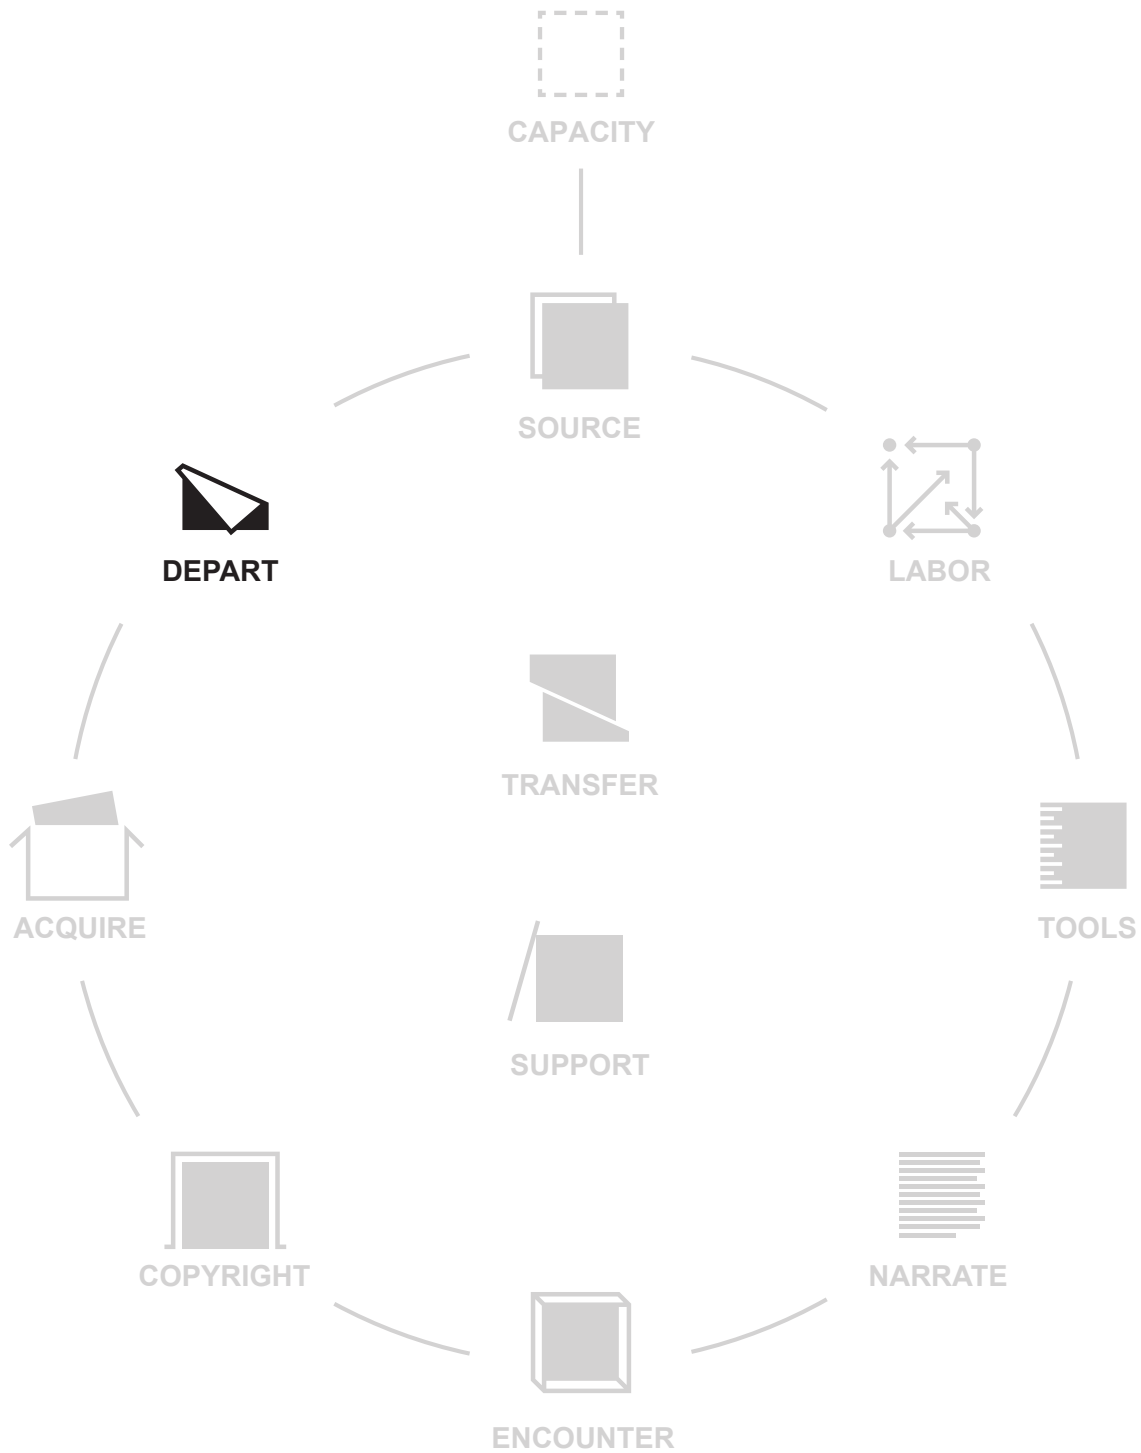 CAPACITY
SOURCE
DEPART
LABOR
TRANSFER
ACQUIRE
TOOLS
SUPPORT
COPYRIGHT
NARRATE
ENCOUNTER